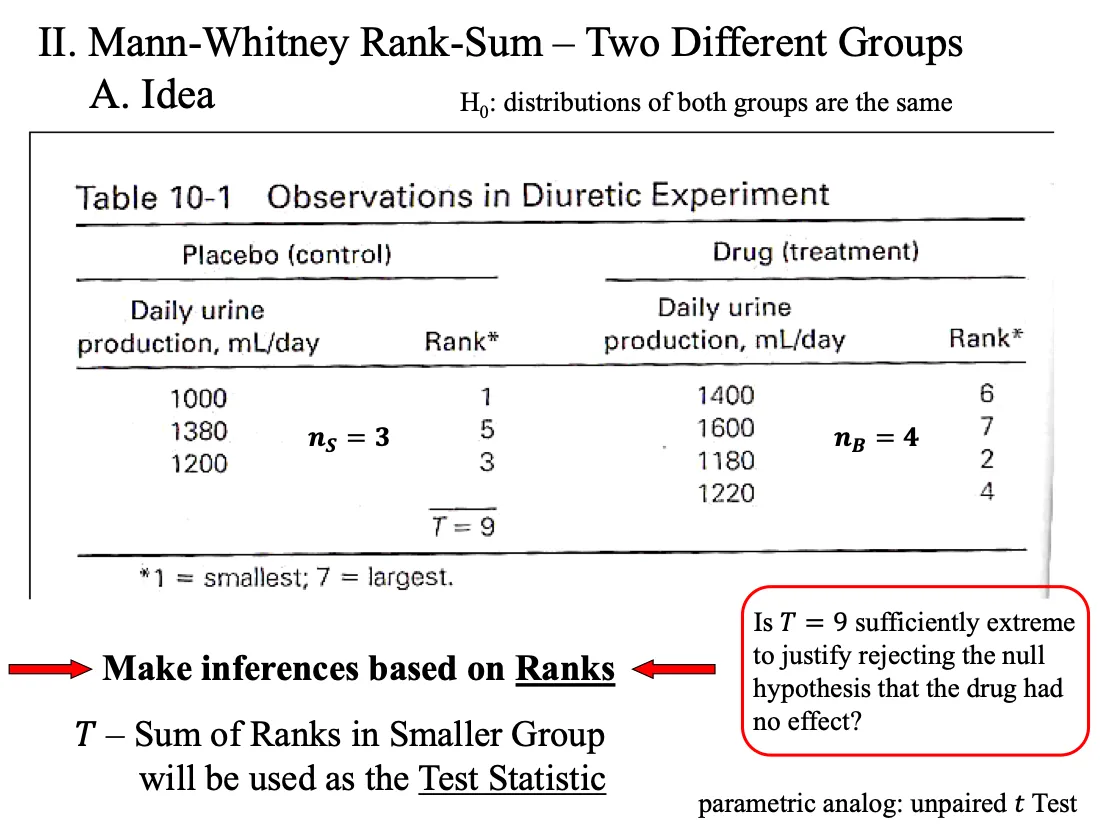 II. Mann-Whitney Rank-Sum – Two Different Groups
A. Idea
H₀: distributions of both groups are the same
Table 10-1 Observations in Diuretic Experiment
Placebo (control) Drug (treatment)
Daily urine Daily urine
production, mL/day Rank* production, mL/day Rank*
1000 1 1400 6
1380 5 1600 7
n_S = 3 n_B = 4
1200 3 1180 2
1220 4
T = 9
*1 = smallest; 7 = largest.
Is T = 9 sufficiently extreme
to justify rejecting the null
hypothesis that the drug had
no effect?
Make inferences based on Ranks
T – Sum of Ranks in Smaller Group
will be used as the Test Statistic
parametric analog: unpaired t Test